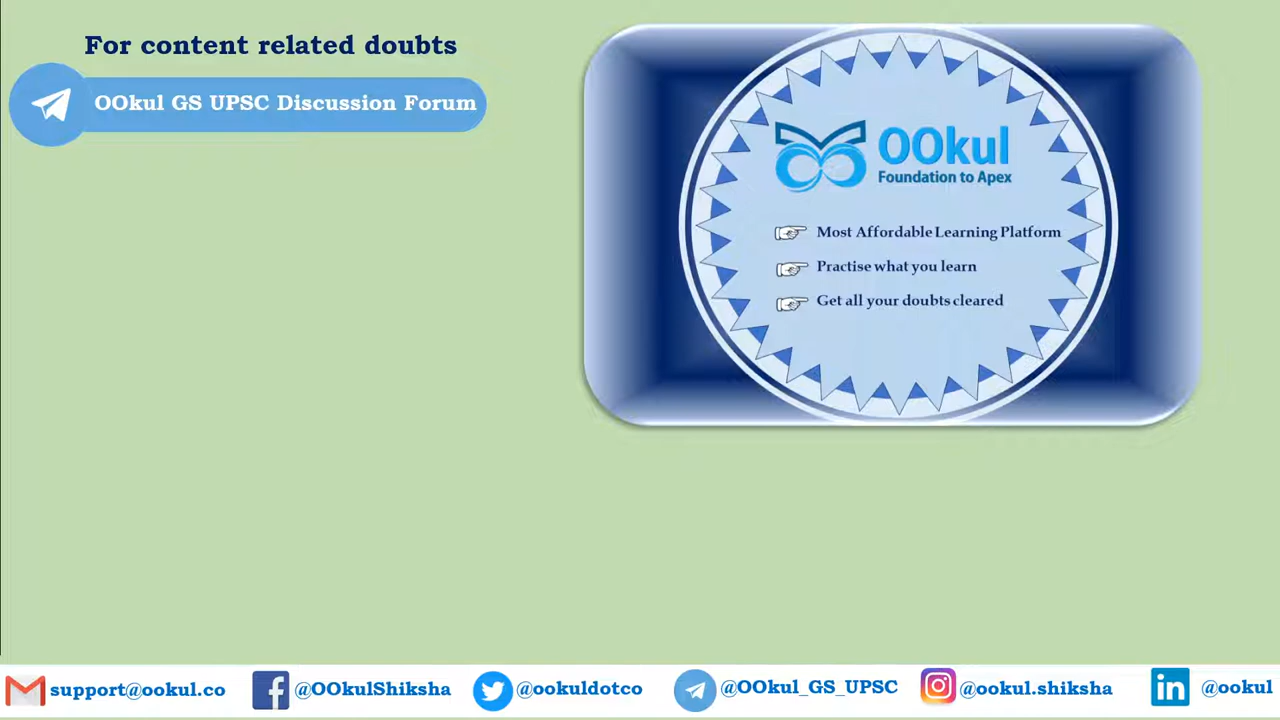 For content related doubts
OOkul GS UPSC Discussion Forum
OOkul
Foundation to Apex
Most Affordable Learning Platform
Practise what you learn
Get all your doubts cleared
support@ookul.co @OOkulShiksha @ookuldotco @OOkul_GS_UPSC @ookul.shiksha @ookul